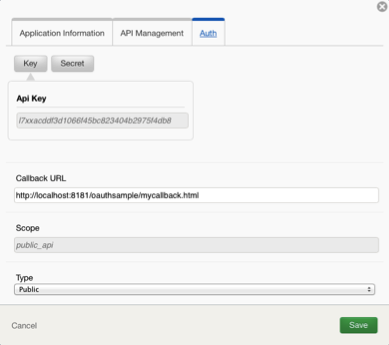 Application Information API Management Auth
Key Secret
Api Key
l7xxacddf3d1066f45bc823404b2975f4db8
Callback URL
http://localhost:8181/oauthsample/mycallback.html
Scope
public_api
Type
Public
Cancel Save